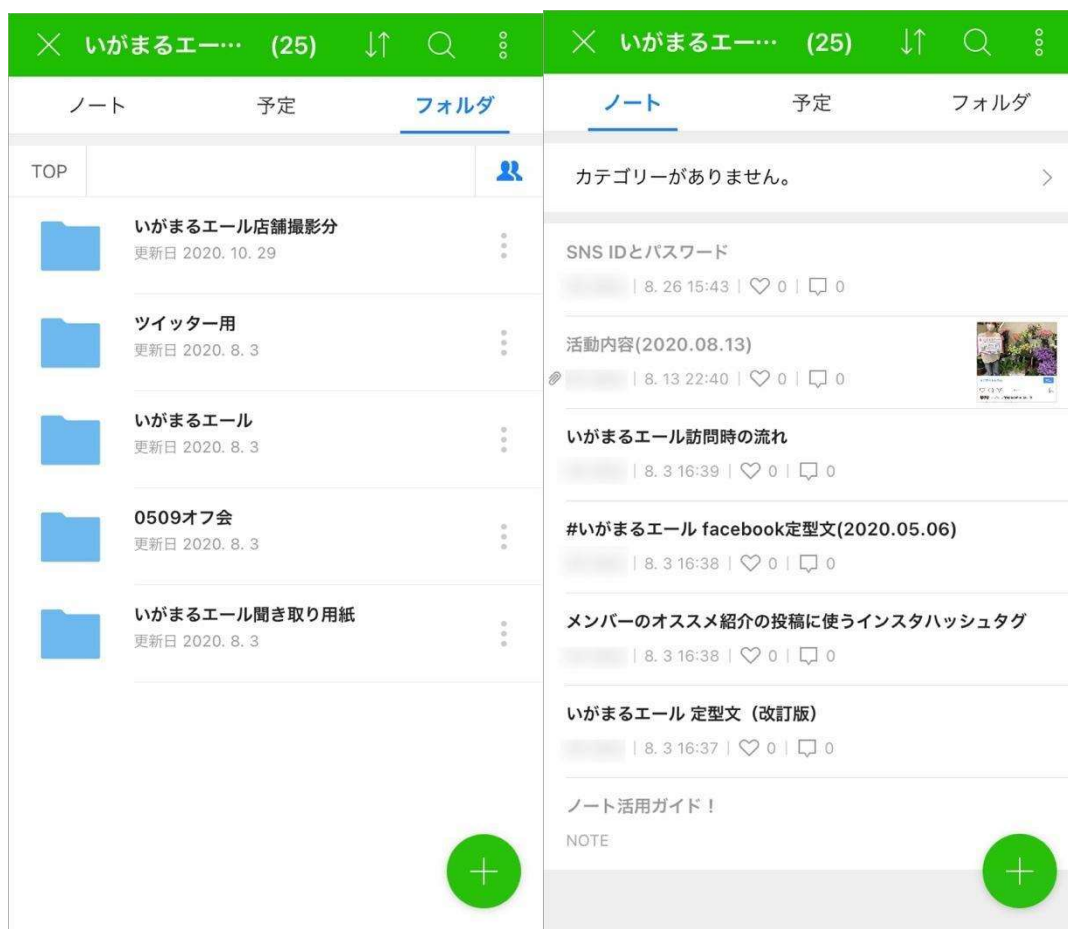 いがまるエー… (25)
ノート 予定 フォルダ
TOP
いがまるエール店舗撮影分
更新日 2020. 10. 29
ツイッター用
更新日 2020. 8. 3
いがまるエール
更新日 2020. 8. 3
0509オフ会
更新日 2020. 8. 3
いがまるエール聞き取り用紙
更新日 2020. 8. 3
いがまるエー… (25)
ノート 予定 フォルダ
カテゴリーがありません。
SNS IDとパスワード
| 8. 26 15:43 | 0 | 0
活動内容(2020.08.13)
| 8. 13 22:40 | 0 | 0
いがまるエール訪問時の流れ
| 8. 3 16:39 | 0 | 0
#いがまるエール facebook定型文(2020.05.06)
| 8. 3 16:38 | 0 | 0
メンバーのオススメ紹介の投稿に使うインスタハッシュタグ
| 8. 3 16:38 | 0 | 0
いがまるエール 定型文（改訂版）
| 8. 3 16:37 | 0 | 0
ノート活用ガイド！
NOTE